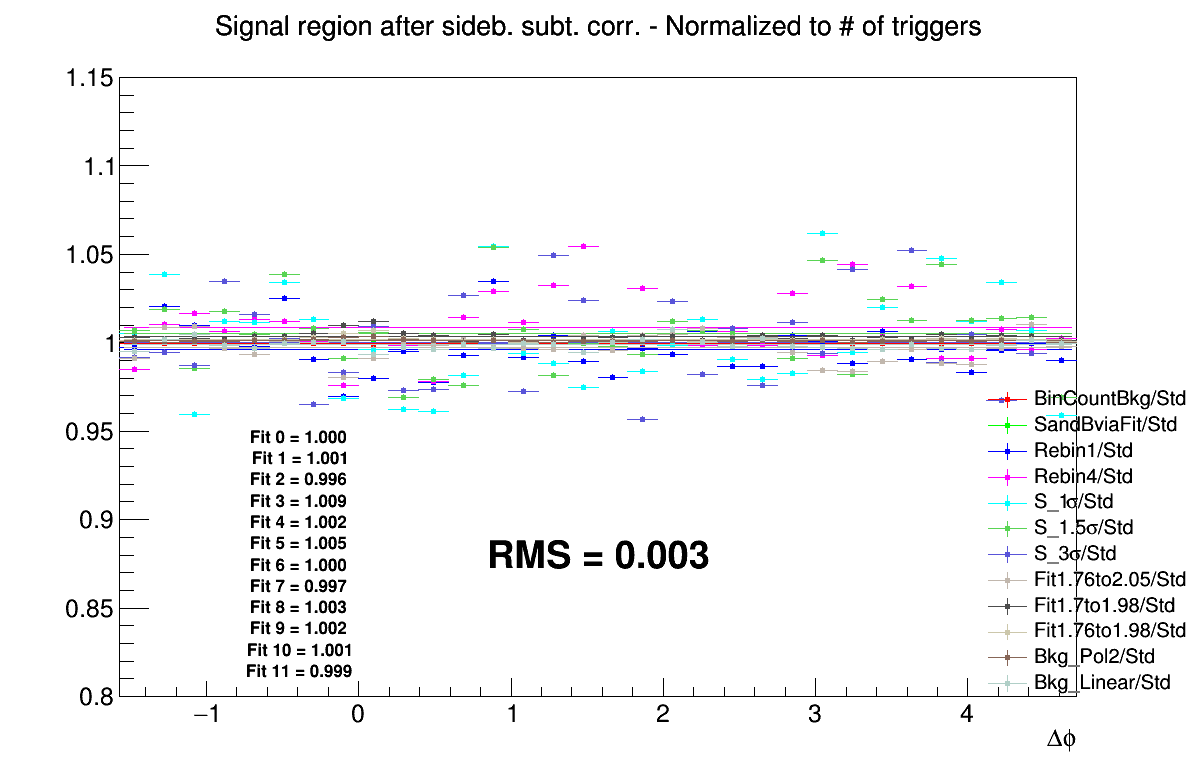 Signal region after sideb. subt. corr. - Normalized to # of triggers
1.15
1.1
1.05
1
0.95
0.9
0.85
0.8
Fit 0 = 1.000
Fit 1 = 1.001
Fit 2 = 0.996
Fit 3 = 1.009
Fit 4 = 1.002
Fit 5 = 1.005
Fit 6 = 1.000
Fit 7 = 0.997
Fit 8 = 1.003
Fit 9 = 1.002
Fit 10 = 1.001
Fit 11 = 0.999
RMS = 0.003
BinCountBkg/Std
SandBviaFit/Std
Rebin1/Std
Rebin4/Std
S_1σ/Std
S_1.5σ/Std
S_3σ/Std
Fit1.76to2.05/Std
Fit1.7to1.98/Std
Fit1.76to1.98/Std
Bkg_Pol2/Std
Bkg_Linear/Std
−1 0 1 2 3 4
Δϕ